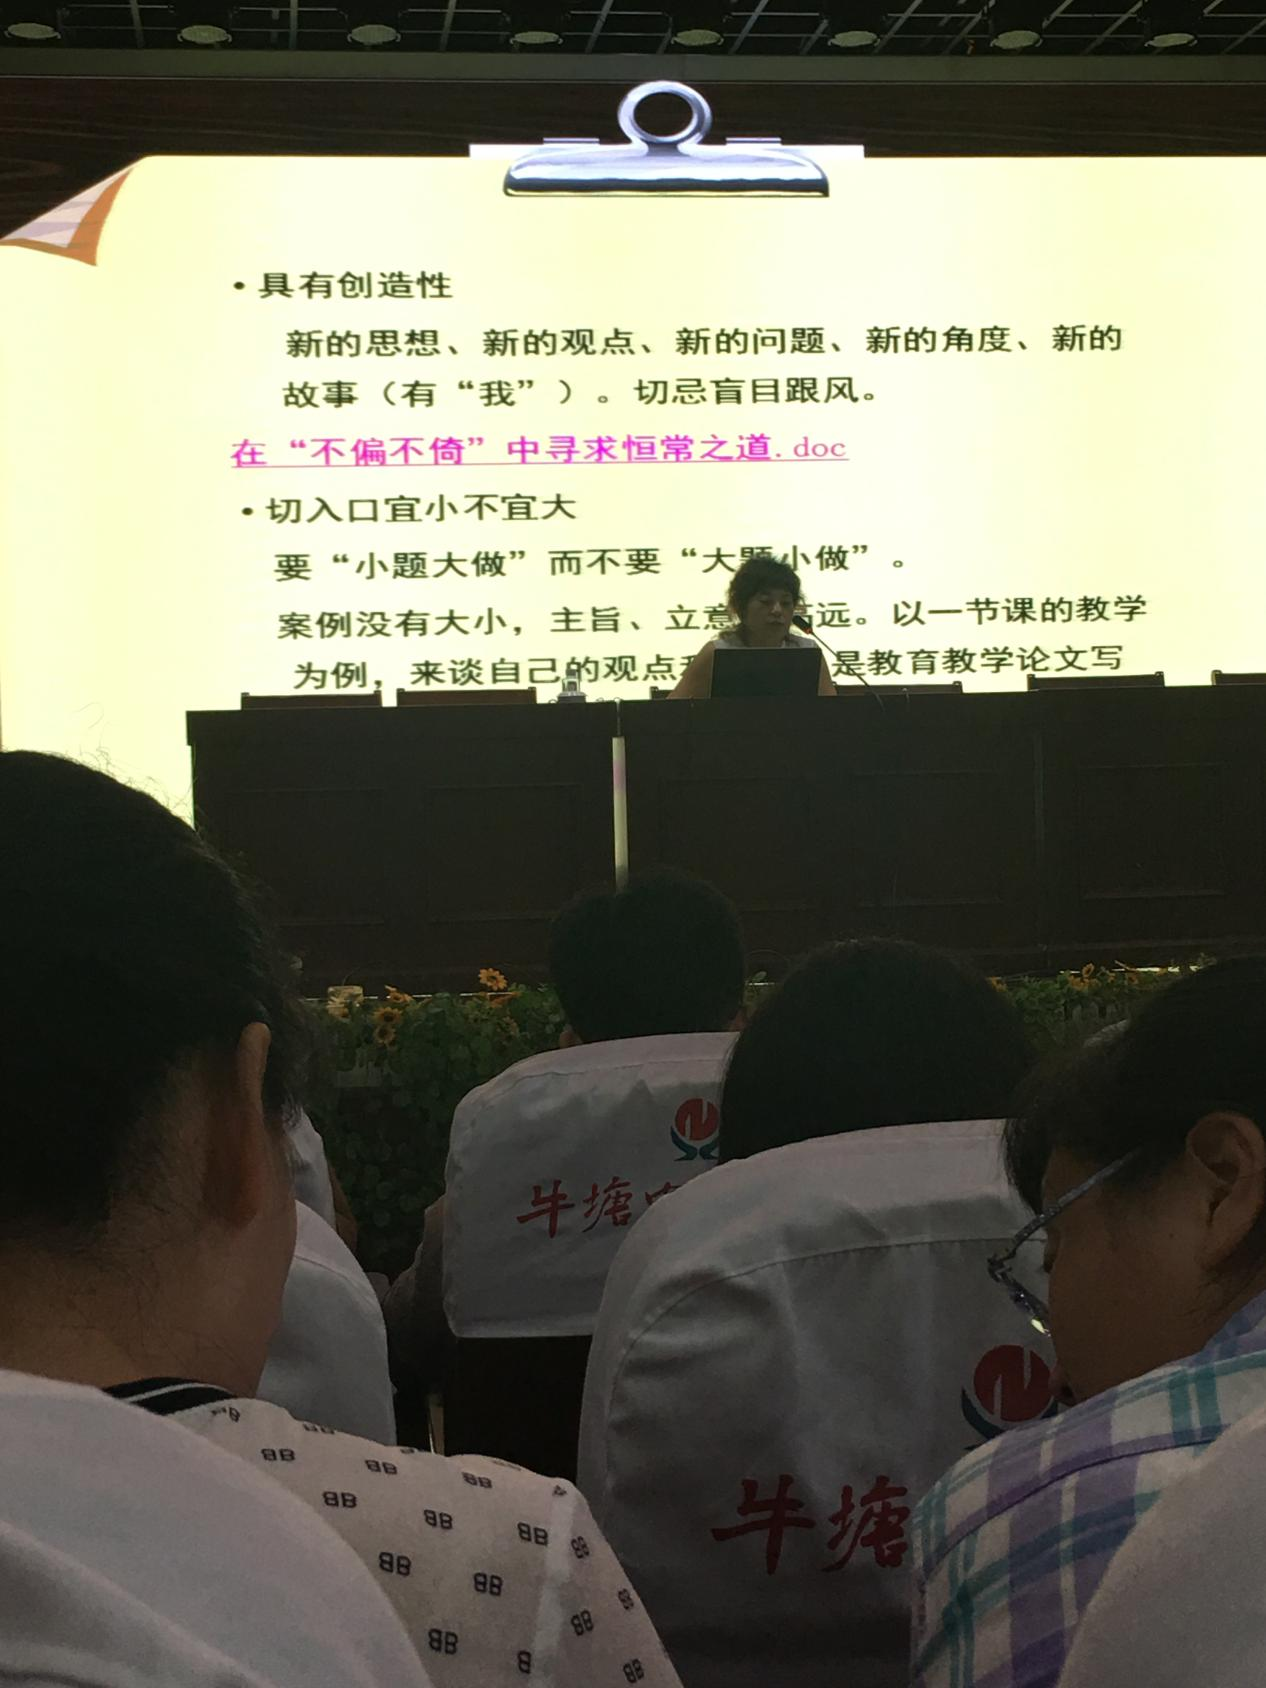 • 具有创造性
新的思想、新的观点、新的问题、新的角度、新的
故事（有“我”）。切忌盲目跟风。
在“不偏不倚”中寻求恒常之道.doc
• 切入口宜小不宜大
要“小题大做”而不要“大题小做”。
案例没有大小，主旨、立意 远。以一节课的教学
为例，来谈自己的观点 是教育教学论文写
牛塘
牛塘